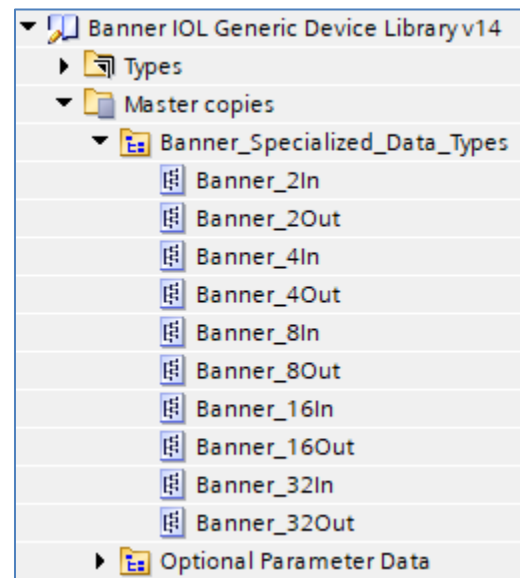 Banner IOL Generic Device Library v14
Types
Master copies
Banner_Specialized_Data_Types
Banner_2In
Banner_2Out
Banner_4In
Banner_4Out
Banner_8In
Banner_8Out
Banner_16In
Banner_16Out
Banner_32In
Banner_32Out
Optional Parameter Data